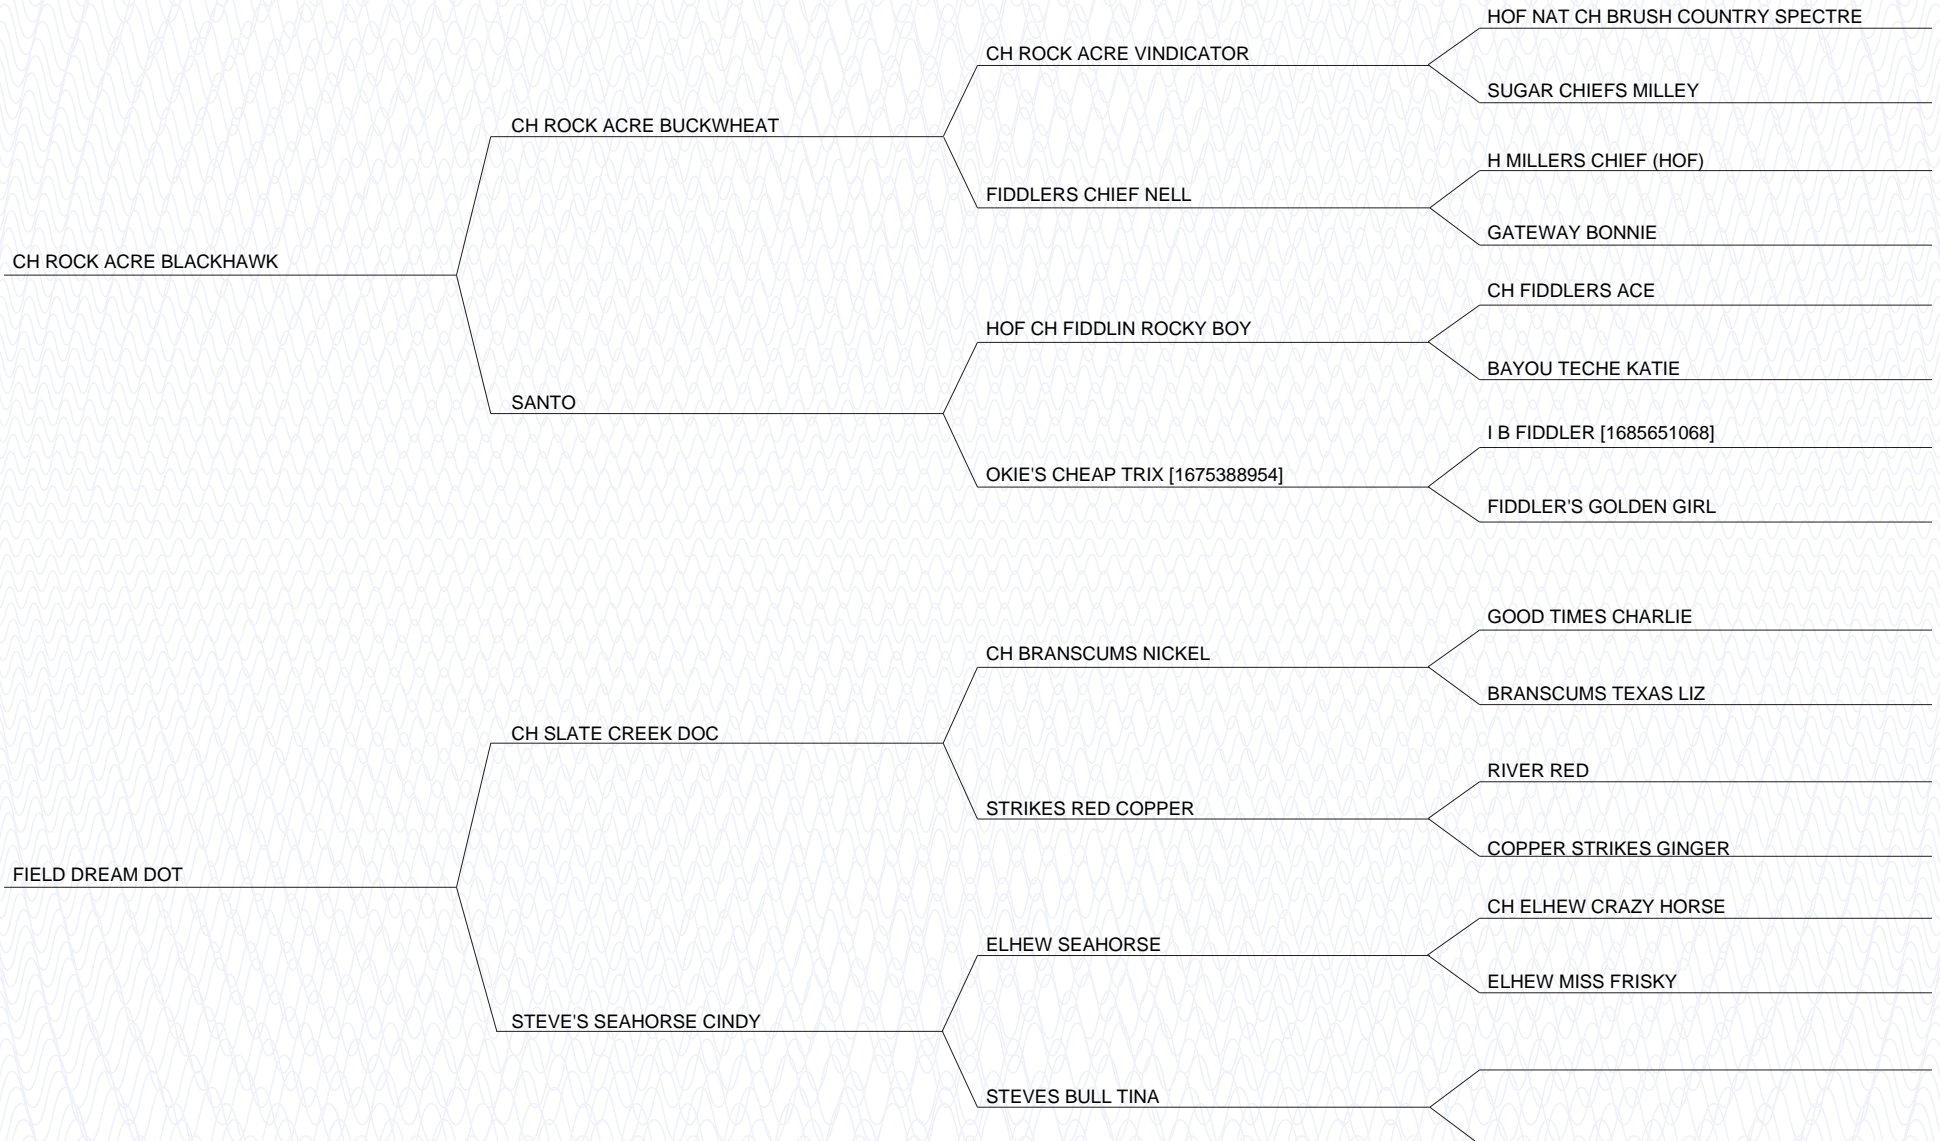 HOF NAT CH BRUSH COUNTRY SPECTRE
CH ROCK ACRE VINDICATOR
SUGAR CHIEFS MILLEY
CH ROCK ACRE BUCKWHEAT
H MILLERS CHIEF (HOF)
FIDDLERS CHIEF NELL
GATEWAY BONNIE
CH ROCK ACRE BLACKHAWK
CH FIDDLERS ACE
HOF CH FIDDLIN ROCKY BOY
BAYOU TECHE KATIE
SANTO
I B FIDDLER [1685651068]
OKIE'S CHEAP TRIX [1675388954]
FIDDLER'S GOLDEN GIRL
GOOD TIMES CHARLIE
CH BRANSCUMS NICKEL
BRANSCUMS TEXAS LIZ
CH SLATE CREEK DOC
RIVER RED
STRIKES RED COPPER
COPPER STRIKES GINGER
FIELD DREAM DOT
CH ELHEW CRAZY HORSE
ELHEW SEAHORSE
ELHEW MISS FRISKY
STEVE'S SEAHORSE CINDY
STEVES BULL TINA